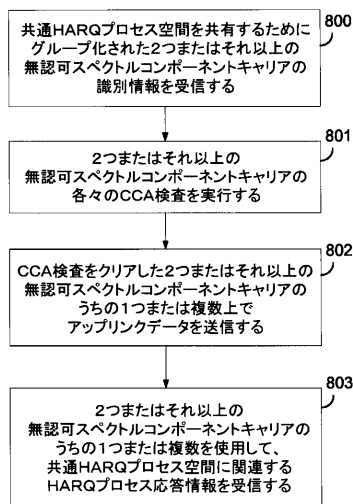 800
共通HARQプロセス空間を共有するために
グループ化された2つまたはそれ以上の
無認可スペクトルコンポーネントキャリアの
識別情報を受信する
801
2つまたはそれ以上の
無認可スペクトルコンポーネントキャリアの
各々のCCA検査を実行する
802
CCA検査をクリアした2つまたはそれ以上の
無認可スペクトルコンポーネントキャリアの
うちの1つまたは複数上で
アップリンクデータを送信する
803
2つまたはそれ以上の
無認可スペクトルコンポーネントキャリアの
うちの1つまたは複数を使用して、
共通HARQプロセス空間に関連する
HARQプロセス応答情報を受信する